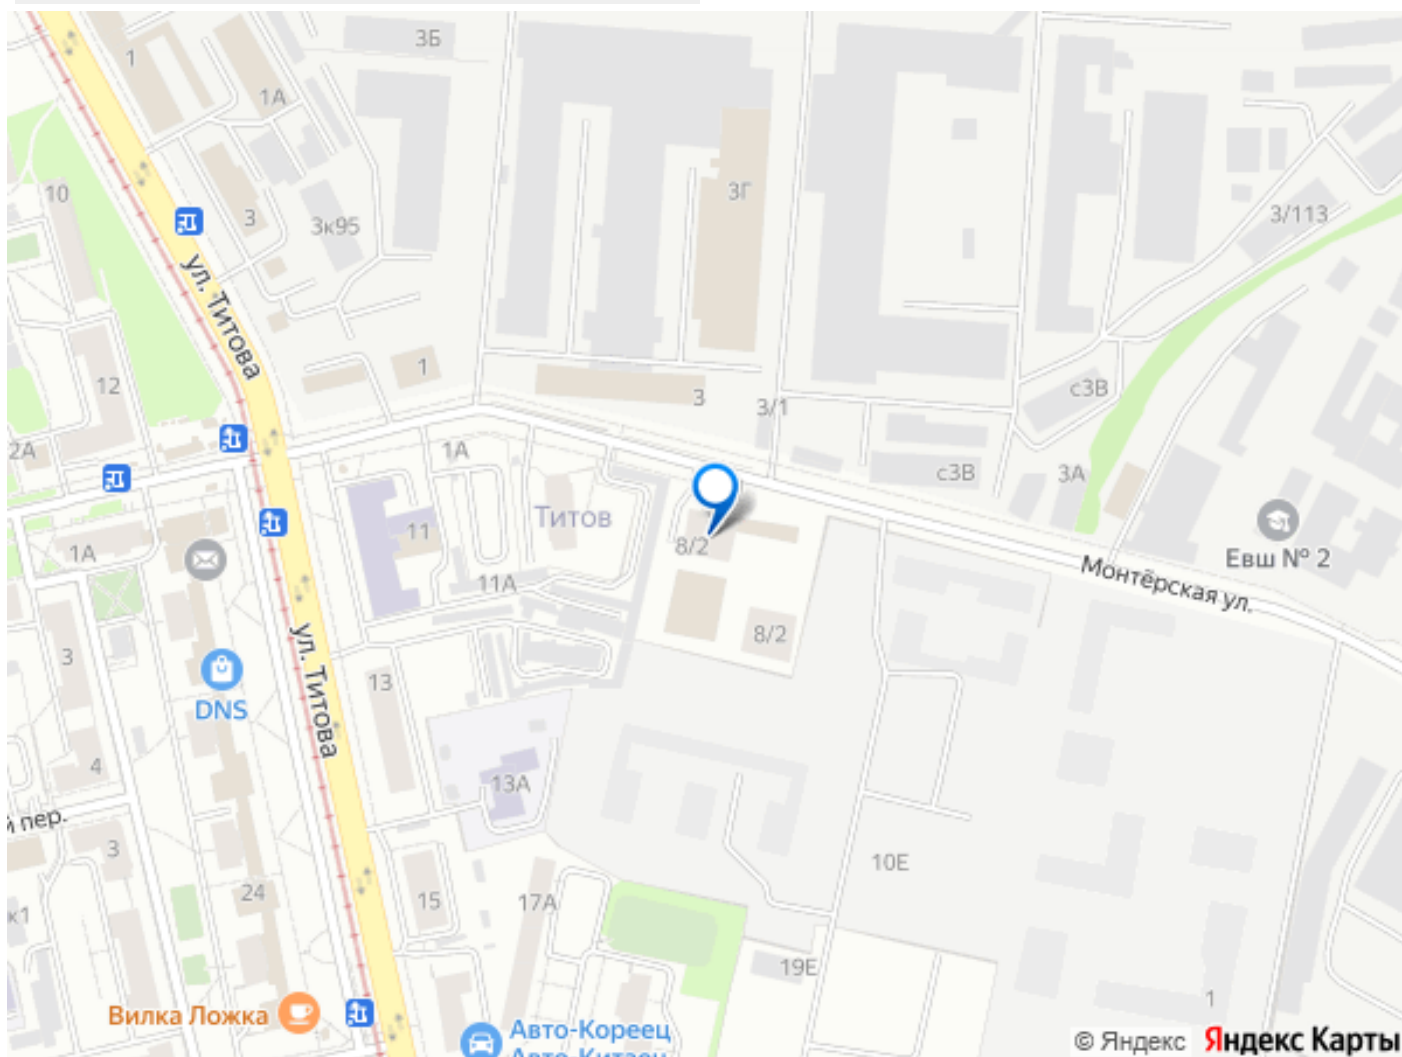 3Б
1
1А
10
3
3к95
3Г
3/113
ул. Титова
12
1
3
3/1
с3В
2А
1А
с3В
3А
11
Титов
8/2
Евш № 2
1А
11А
Монтёрская ул.
8/2
3
ул. Титова
DNS
13
4
13А
й пер.
3
10Е
24
15
17А
к1
19Е
1
Вилка Ложка
Авто-Кореец
Авто-Китаец
© Яндекс Яндекс Карты